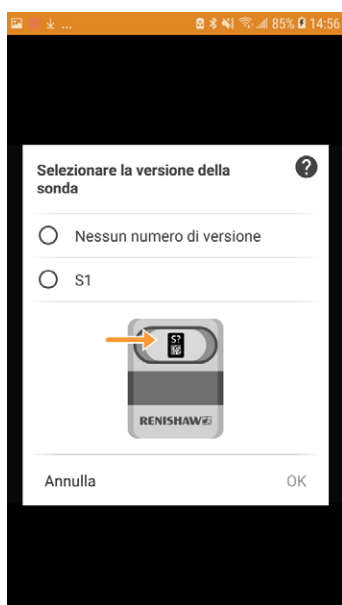 ... 85% 14:56
Selezionare la versione della
sonda
?
Nessun numero di versione
S1
S?
RENISHAW
Annulla
OK